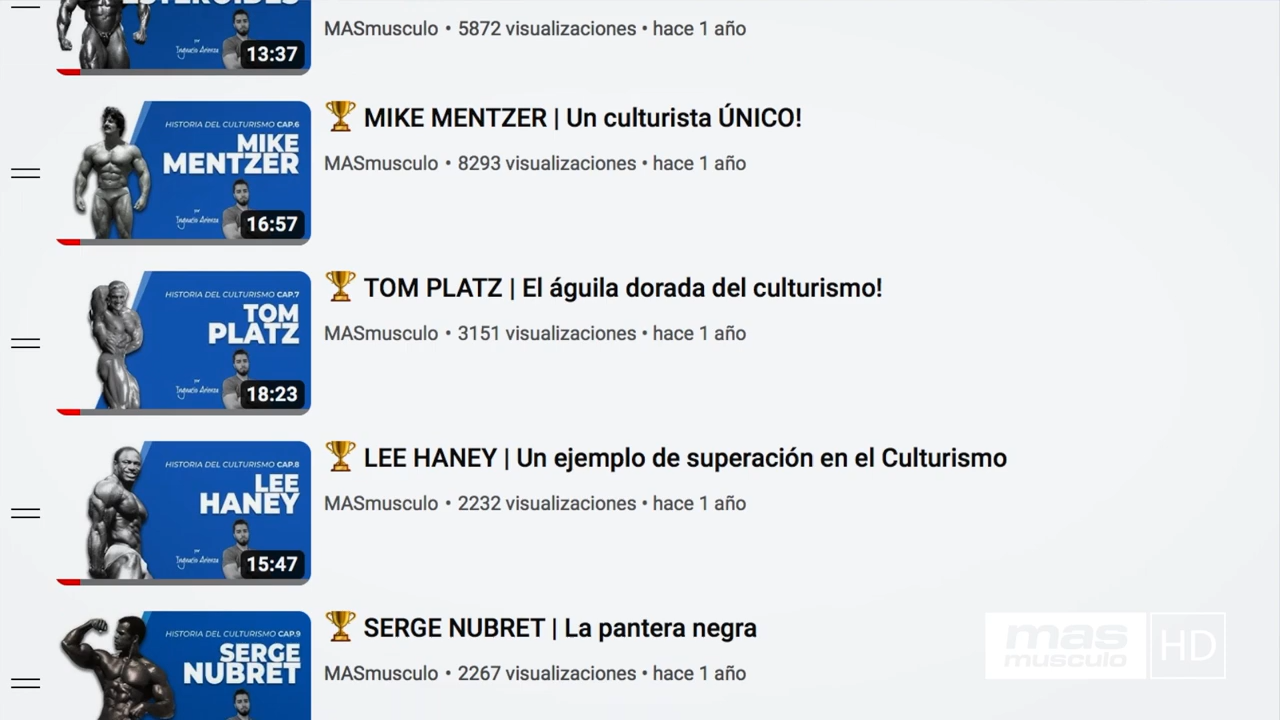 ESTEROIDES
13:37
MASmusculo • 5872 visualizaciones • hace 1 año
HISTORIA DEL CULTURISMO CAP.6
MIKE
MENTZER
por
Ignacio Arienza
16:57
🏆 MIKE MENTZER | Un culturista ÚNICO!
MASmusculo • 8293 visualizaciones • hace 1 año
HISTORIA DEL CULTURISMO CAP.7
TOM
PLATZ
por
18:23
🏆 TOM PLATZ | El águila dorada del culturismo!
MASmusculo • 3151 visualizaciones • hace 1 año
HISTORIA DEL CULTURISMO CAP.8
LEE
HANEY
por
15:47
🏆 LEE HANEY | Un ejemplo de superación en el Culturismo
MASmusculo • 2232 visualizaciones • hace 1 año
HISTORIA DEL CULTURISMO CAP.9
SERGE
NUBRET
🏆 SERGE NUBRET | La pantera negra
MASmusculo • 2267 visualizaciones • hace 1 año
mas
musculo
HD